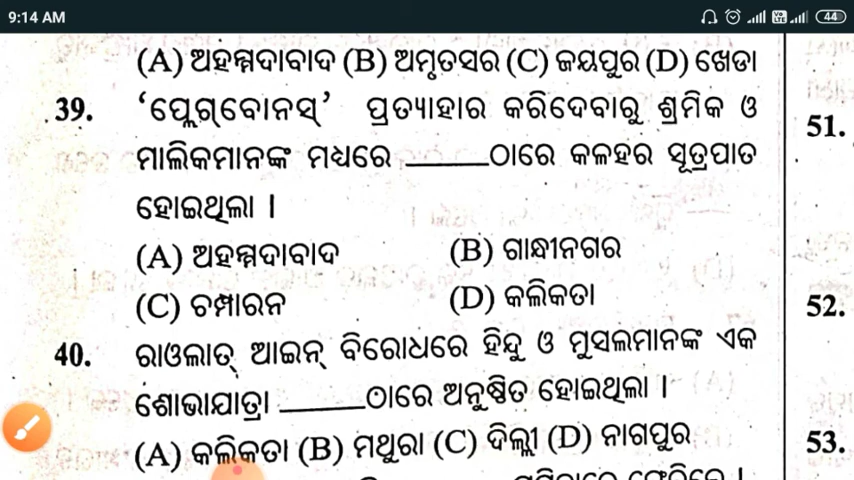 9:14 AM
44
(A) ଅହମ୍ମଦାବାଦ (B) ଅମୃତସର (C) ଜୟପୁର (D) ଖେଡା
39. ‘ପ୍ଲେଗ୍‌ବୋନସ୍’ ପ୍ରତ୍ୟାହାର କରିଦେବାରୁ ଶ୍ରମିକ ଓ
ମାଲିକମାନଙ୍କ ମଧ୍ୟରେ ______ଠାରେ କଳହର ସୂତ୍ରପାତ
ହୋଇଥିଲା ।
(A) ଅହମ୍ମଦାବାଦ (B) ଗାନ୍ଧୀନଗର
(C) ଚମ୍ପାରନ (D) କଲିକତା
40. ରାଓଲାଟ୍ ଆଇନ୍ ବିରୋଧରେ ହିନ୍ଦୁ ଓ ମୁସଲମାନଙ୍କ ଏକ
ଶୋଭାଯାତ୍ରା ______ଠାରେ ଅନୁଷ୍ଠିତ ହୋଇଥିଲା ।
(A) କଲିକତା (B) ମଥୁରା (C) ଦିଲ୍ଲୀ (D) ନାଗପୁର
51.
52.
53.